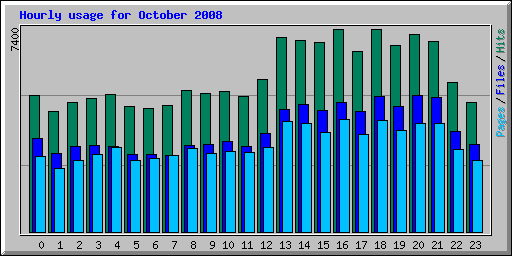 Hourly usage for October 2008
7400
Pages / Files / Hits
0 1 2 3 4 5 6 7 8 9 10 11 12 13 14 15 16 17 18 19 20 21 22 23